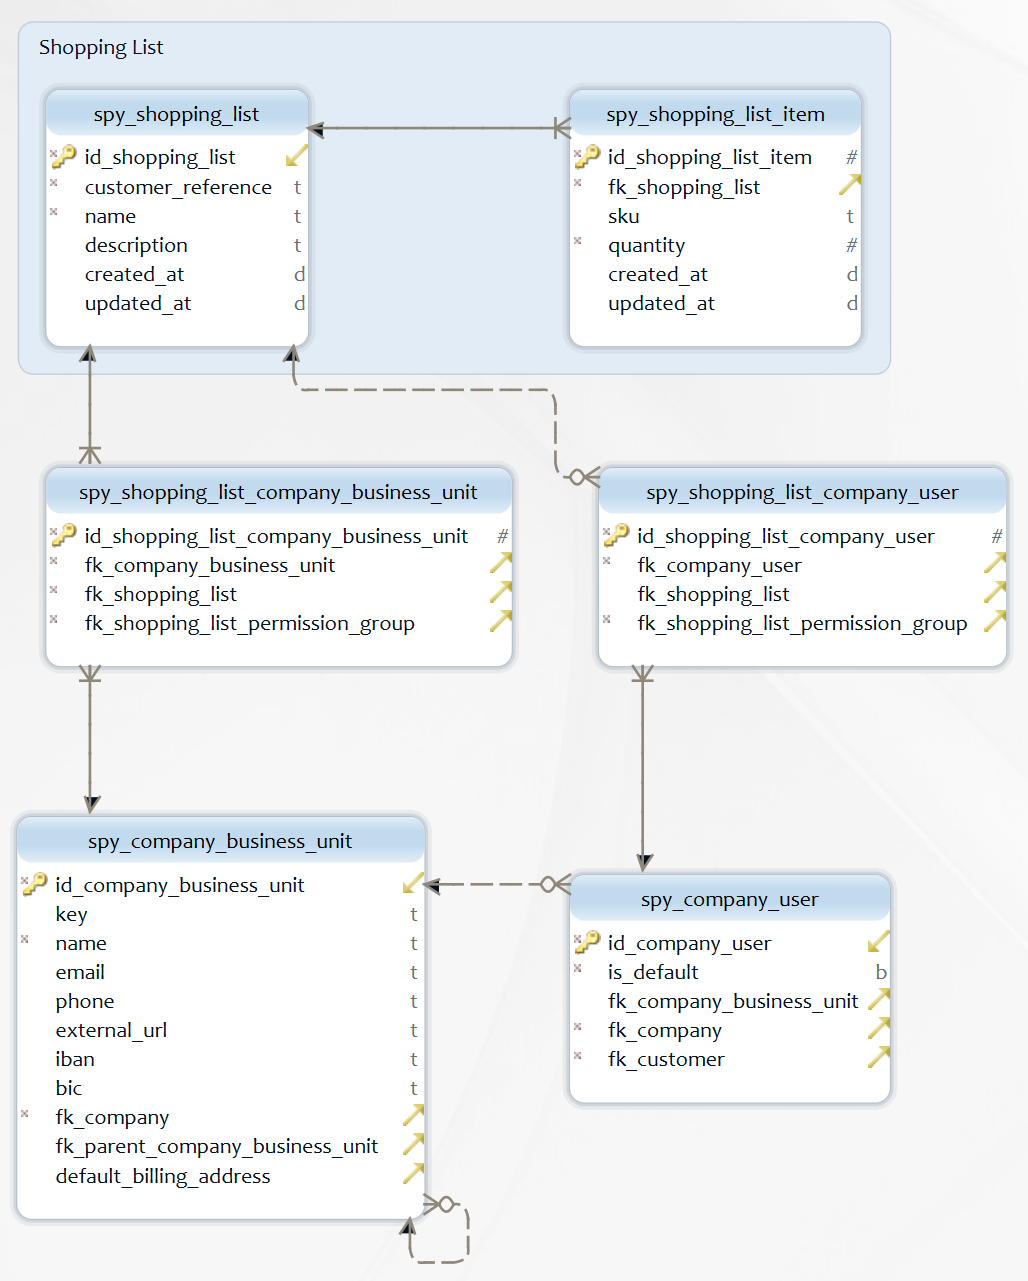 Shopping List
spy_shopping_list
id_shopping_list
customer_reference t
name t
description t
created_at d
updated_at d
spy_shopping_list_item
id_shopping_list_item #
fk_shopping_list
sku t
quantity #
created_at d
updated_at d
spy_shopping_list_company_business_unit
id_shopping_list_company_business_unit #
fk_company_business_unit
fk_shopping_list
fk_shopping_list_permission_group
spy_shopping_list_company_user
id_shopping_list_company_user #
fk_company_user
fk_shopping_list
fk_shopping_list_permission_group
spy_company_business_unit
id_company_business_unit
key t
name t
email t
phone t
external_url t
iban t
bic t
fk_company
fk_parent_company_business_unit
default_billing_address
spy_company_user
id_company_user
is_default b
fk_company_business_unit
fk_company
fk_customer